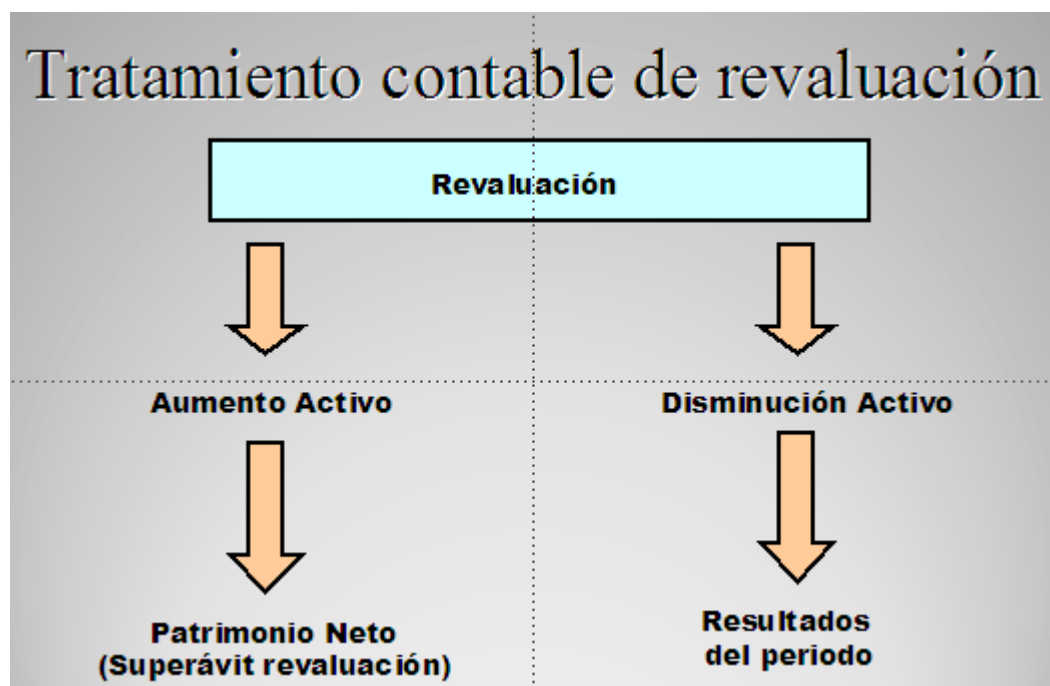 Tratamiento contable de revaluación
Revaluación
Aumento Activo
Disminución Activo
Patrimonio Neto
(Superávit revaluación)
Resultados
del periodo